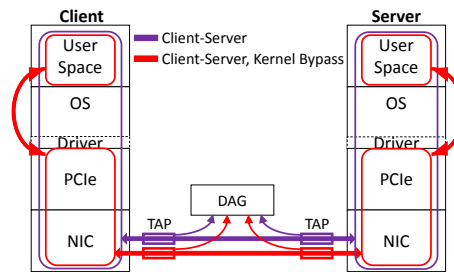 Client
Server
User
Space
Client-Server
Client-Server, Kernel Bypass
User
Space
OS
OS
Driver
Driver
PCIe
PCIe
DAG
TAP
TAP
NIC
NIC